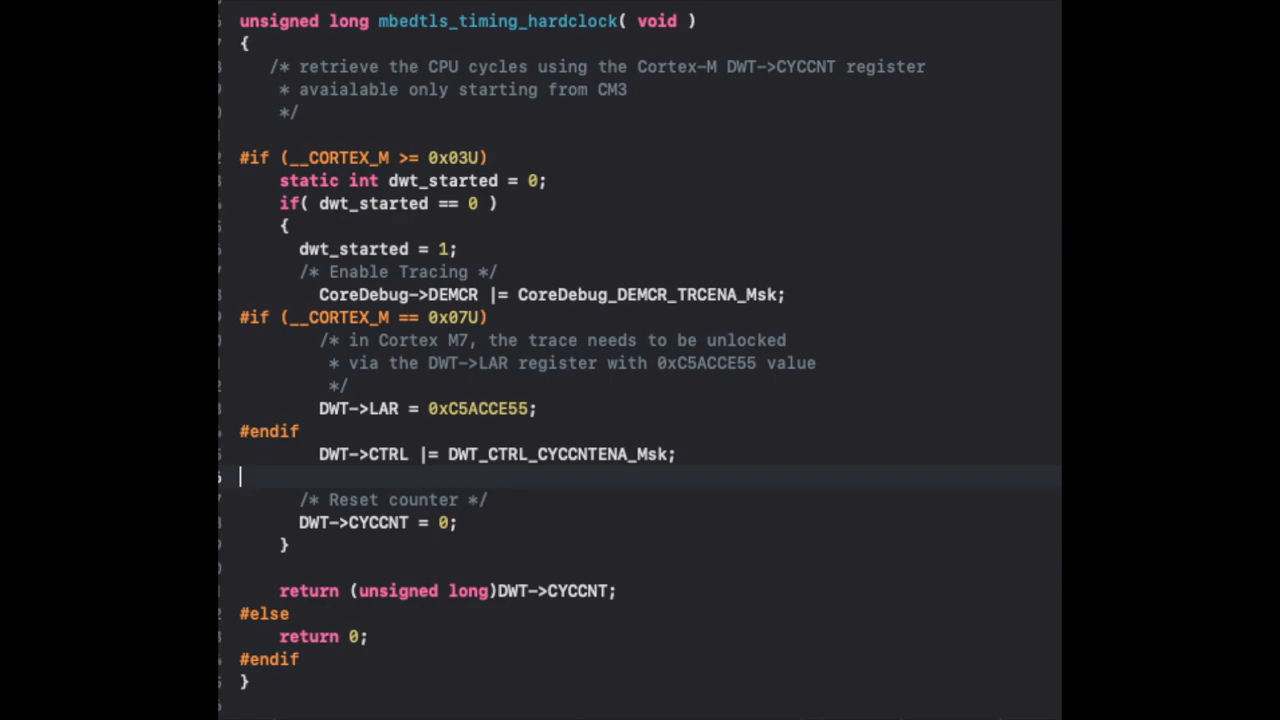 unsigned long mbedtls_timing_hardclock( void )
{
/* retrieve the CPU cycles using the Cortex-M DWT->CYCCNT register
* avaialable only starting from CM3
*/
#if (__CORTEX_M >= 0x03U)
static int dwt_started = 0;
if( dwt_started == 0 )
{
dwt_started = 1;
/* Enable Tracing */
CoreDebug->DEMCR |= CoreDebug_DEMCR_TRCENA_Msk;
#if (__CORTEX_M == 0x07U)
/* in Cortex M7, the trace needs to be unlocked
* via the DWT->LAR register with 0xC5ACCE55 value
*/
DWT->LAR = 0xC5ACCE55;
#endif
DWT->CTRL |= DWT_CTRL_CYCCNTENA_Msk;
/* Reset counter */
DWT->CYCCNT = 0;
}
return (unsigned long)DWT->CYCCNT;
#else
return 0;
#endif
}